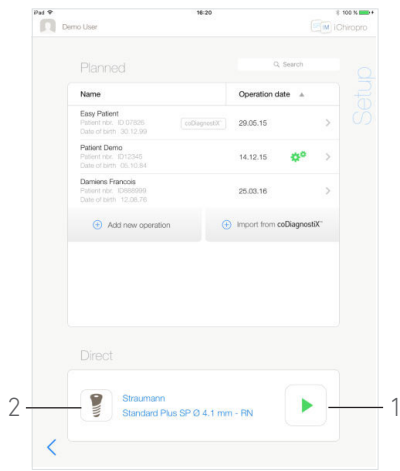 iPad 16:20 100 %
Demo User iChiropro
Setup
Planned Search
Name Operation date
Easy Patient
Patient nbr. ID 07805
Date of birth 30.12.99
coDiagnostiX 29.05.15
Patient Demo
Patient nbr. ID12345
Date of birth 05.10.84
14.12.15
Damiens Francois
Patient nbr. ID666999
Date of birth 12.06.76
25.03.16
Add new operation Import from coDiagnostiX™
Direct
Straumann
Standard Plus SP Ø 4.1 mm - RN
2
1